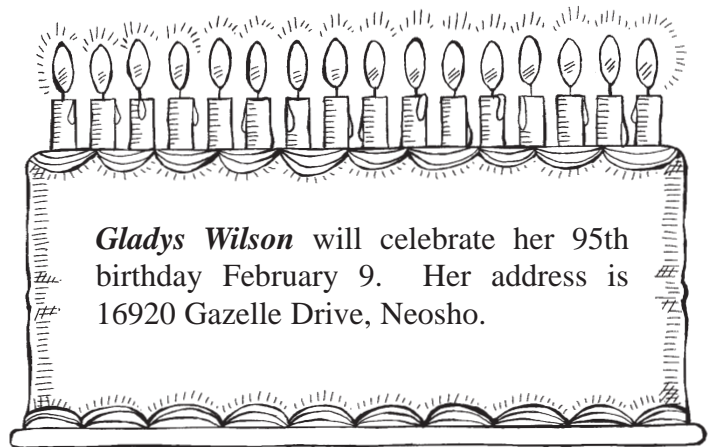 Gladys Wilson will celebrate her 95th
birthday February 9. Her address is
16920 Gazelle Drive, Neosho.